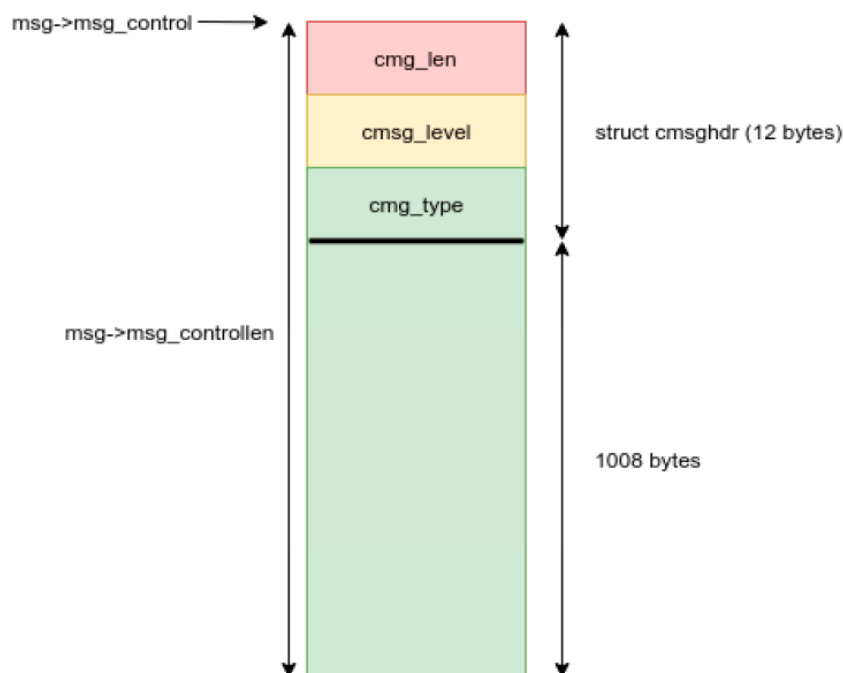 msg->msg_control
cmg_len
cmsg_level
struct cmsghdr (12 bytes)
cmg_type
msg->msg_controllen
1008 bytes